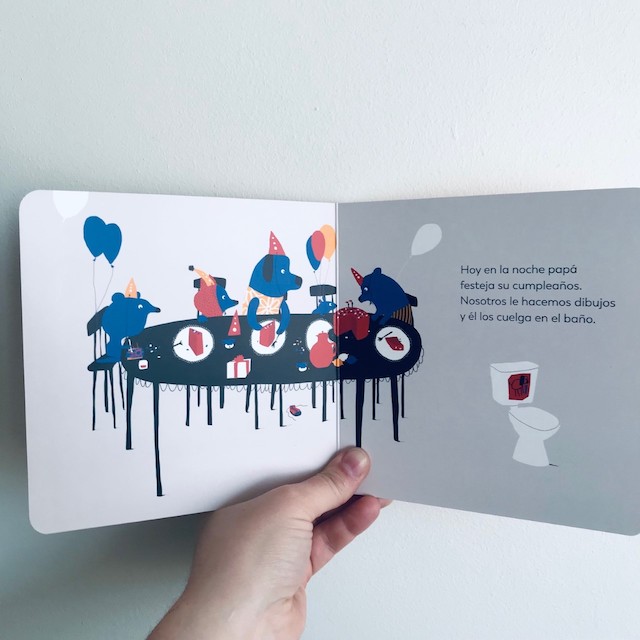 Hoy en la noche papá
festeja su cumpleaños.
Nosotros le hacemos dibujos
y él los cuelga en el baño.